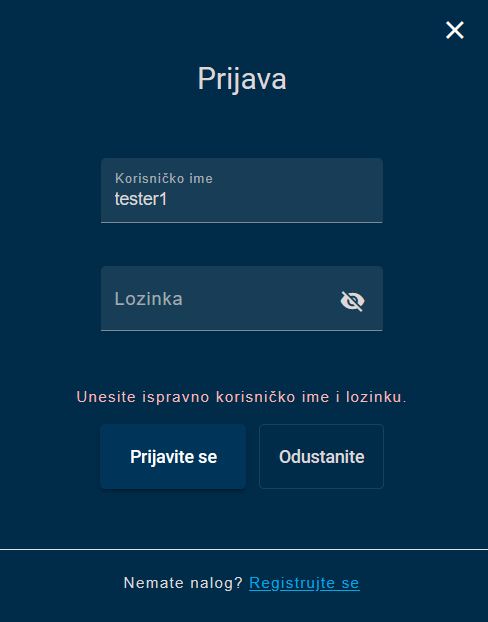 Prijava
Korisničko ime
tester1
Lozinka
Unesite ispravno korisničko ime i lozinku.
Prijavite se
Odustanite
Nemate nalog? Registrujte se